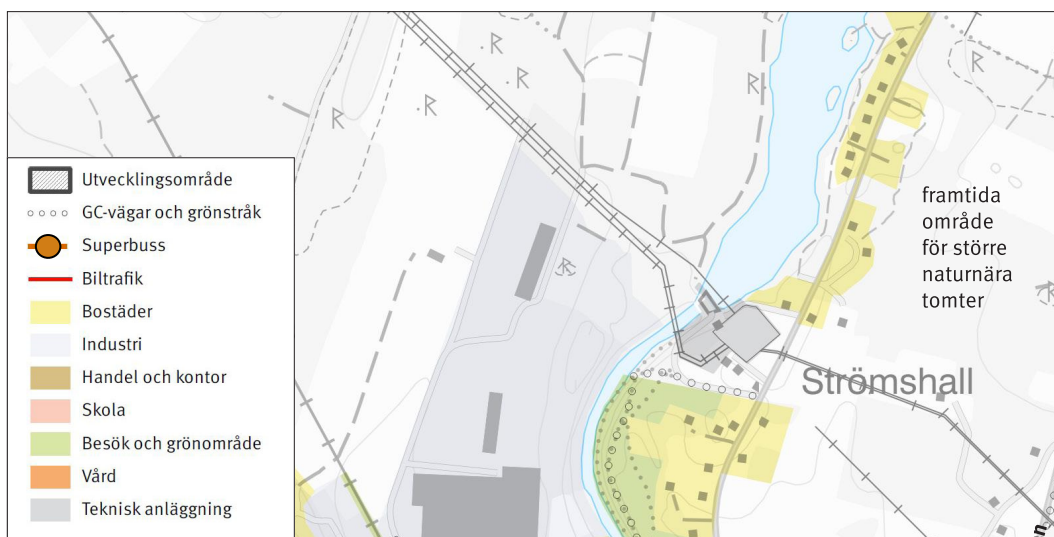 Utvecklingsområde
GC-vägar och grönstråk
Superbuss
Biltrafik
Bostäder
Industri
Handel och kontor
Skola
Besök och grönområde
Vård
Teknisk anläggning
framtida
område
för större
naturnära
tomter
Strömshall
R
R
R
R
R
R
R
R
n